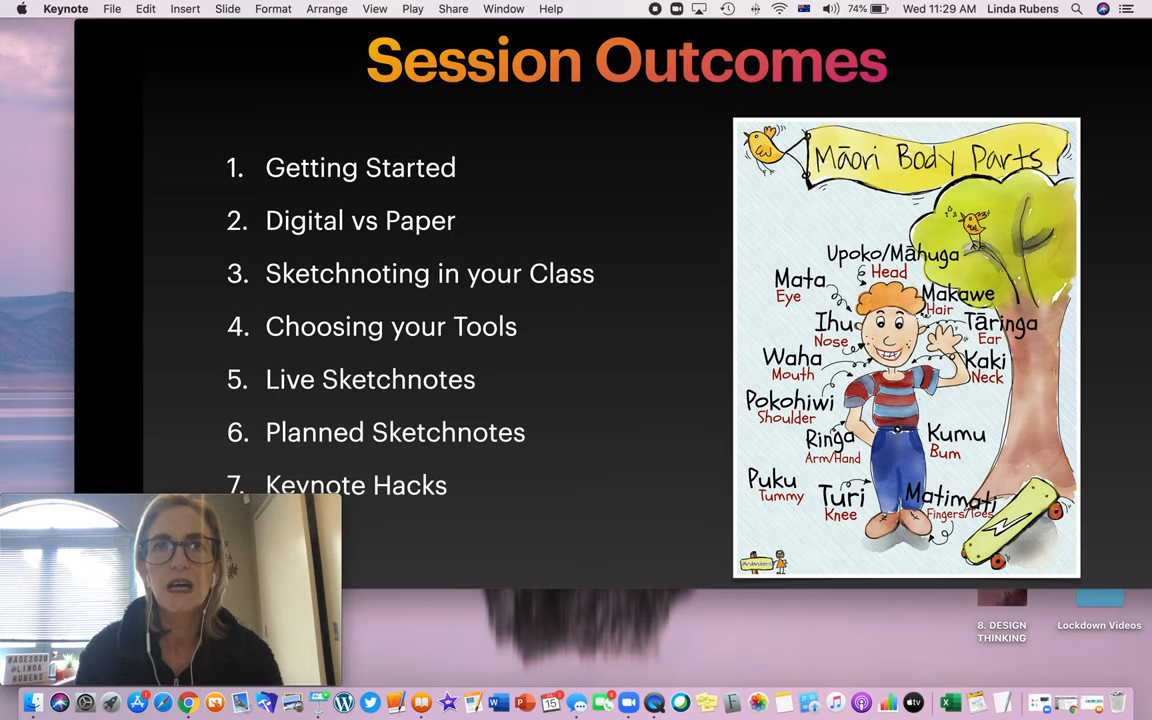 Keynote File Edit Insert Slide Format Arrange View Play Share Window Help 74% Wed 11:29 AM Linda Rubens
Session Outcomes
1. Getting Started
2. Digital vs Paper
3. Sketchnoting in your Class
4. Choosing your Tools
5. Live Sketchnotes
6. Planned Sketchnotes
7. Keynote Hacks
Māori Body Parts
Upoko/Māhuga
Head
Mata
Eye
Makawe
Hair
Ihu
Nose
Tāringa
Ear
Waha
Mouth
Kaki
Neck
Pokohiwi
Shoulder
Ringa
Arm/Hand
Kumu
Bum
Puku
Tummy
Turi
Knee
Matimati
Fingers/Toes
#ADE2020
@LINDA
RUBENS
8. DESIGN
THINKING
Lockdown Videos
15